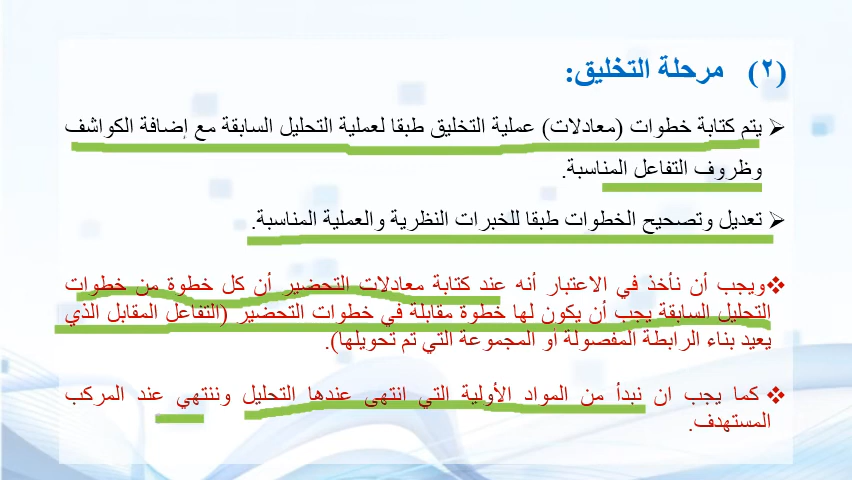 (٢) مرحلة التخليق:
يتم كتابة خطوات (معادلات) عملية التخليق طبقا لعملية التحليل السابقة مع إضافة الكواشف
وظروف التفاعل المناسبة.
تعديل وتصحيح الخطوات طبقا للخبرات النظرية والعملية المناسبة.
ويجب أن نأخذ في الاعتبار أنه عند كتابة معادلات التحضير أن كل خطوة من خطوات
التحليل السابقة يجب أن يكون لها خطوة مقابلة في خطوات التحضير (التفاعل المقابل الذي
يعيد بناء الرابطة المفصولة أو المجموعة التي تم تحويلها).
كما يجب ان نبدأ من المواد الأولية التي انتهى عندها التحليل وننتهي عند المركب
المستهدف.